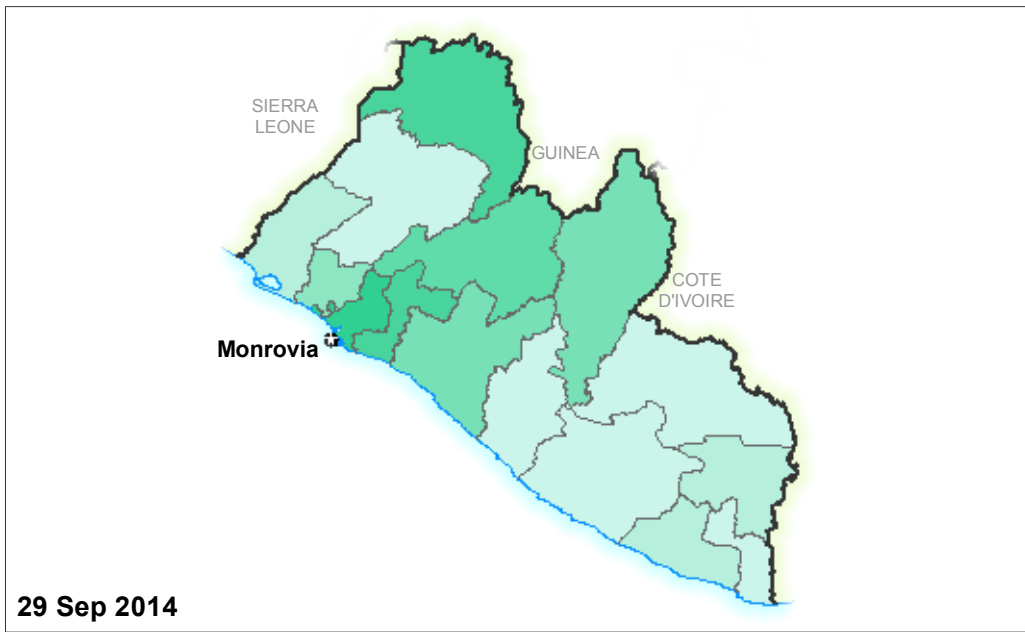 SIERRA
LEONE
GUINEA
COTE
D'IVOIRE
Monrovia
29 Sep 2014